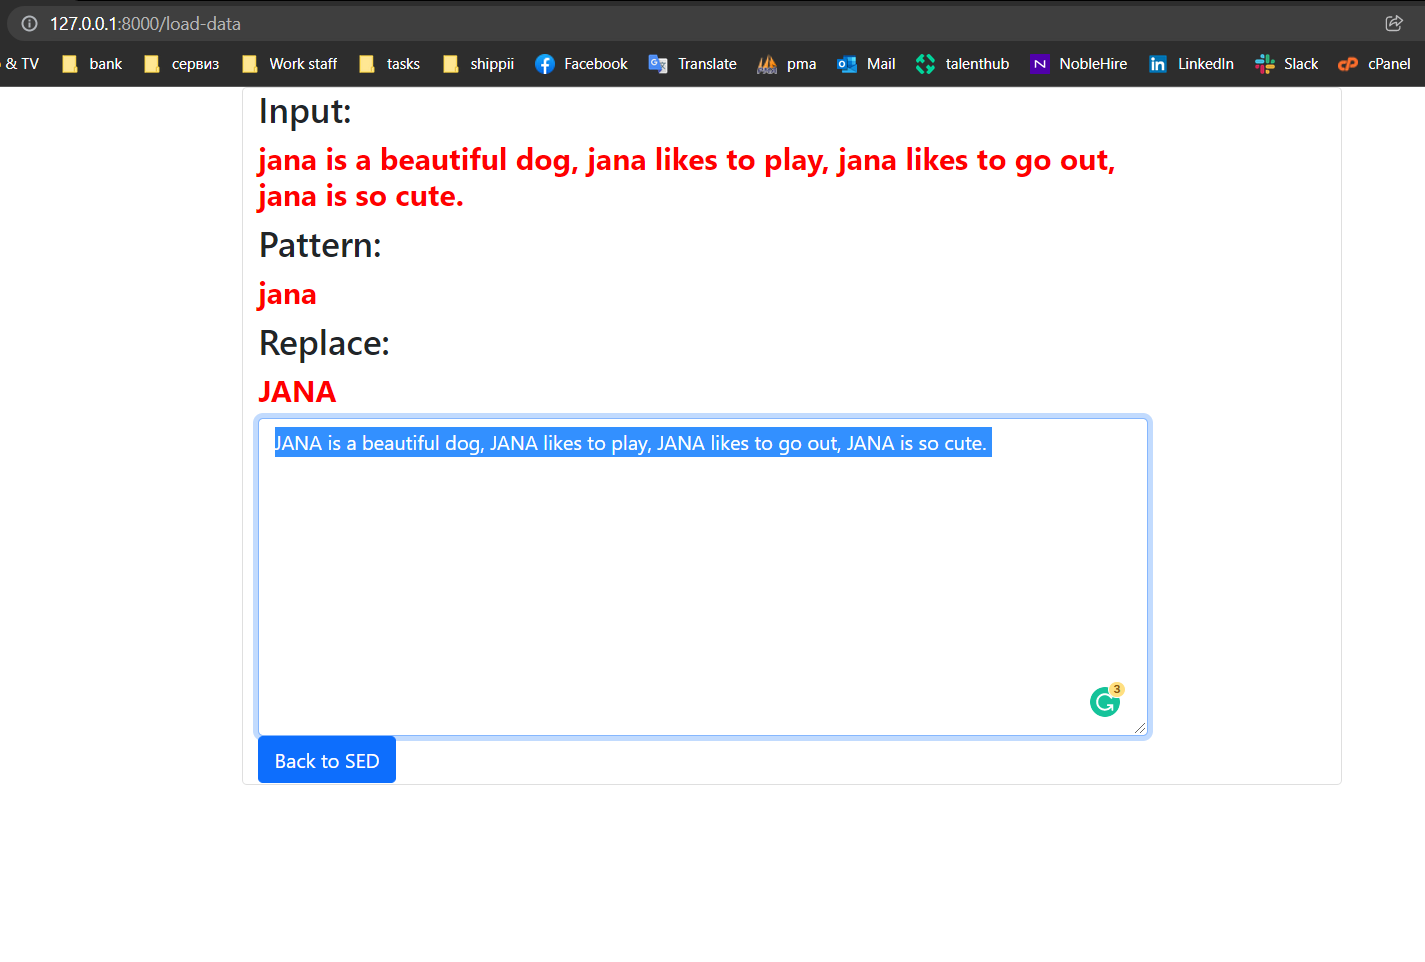 127.0.0.1:8000/load-data
& TV bank сервиз Work staff tasks shippii Facebook Translate pma Mail talenthub NobleHire LinkedIn Slack cPanel
Input:
jana is a beautiful dog, jana likes to play, jana likes to go out,
jana is so cute.
Pattern:
jana
Replace:
JANA
JANA is a beautiful dog, JANA likes to play, JANA likes to go out, JANA is so cute.
3
Back to SED